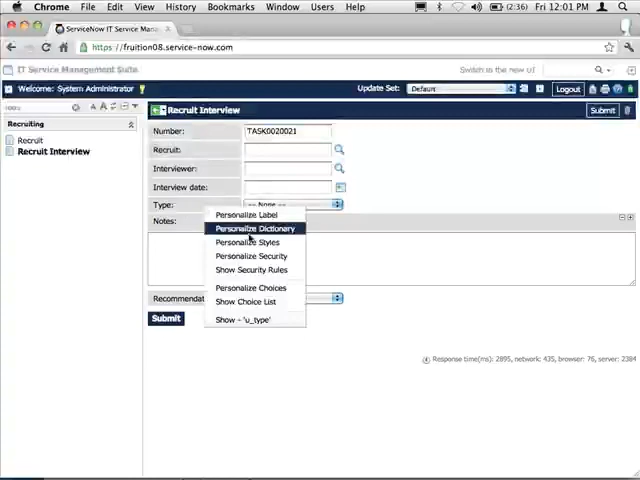 Chrome File Edit View History Bookmarks Window Users Help (2:36) Fri 12:01 PM
ServiceNow IT Service Mana
https://fruition08.service-now.com
IT Service Management Suite Switch to the new UI
Welcome: System Administrator Update Set: Default Logout
A A
Recruiting
Recruit
Recruit Interview
Recruit Interview Submit
Number: TASK0020021
Recruit:
Interviewer:
Interview date:
Type: -- None --
Notes:
Personalize Label
Personalize Dictionary
Personalize Styles
Personalize Security
Show Security Rules
Personalize Choices
Show Choice List
Show - 'u_type'
Recommendat
Submit
Response time(ms): 2895, network: 435, browser: 76, server: 2384